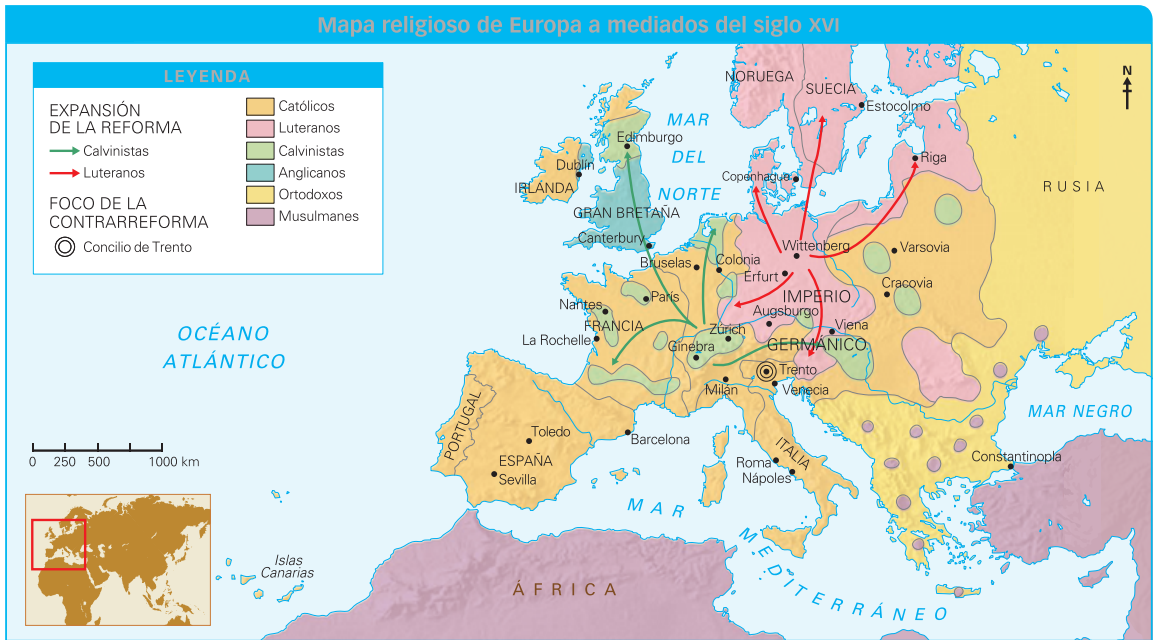 Mapa religioso de Europa a mediados del siglo XVI
LEYENDA
EXPANSIÓN
DE LA REFORMA
Calvinistas
Luteranos
FOCO DE LA
CONTRARREFORMA
Concilio de Trento
Católicos
Luteranos
Calvinistas
Anglicanos
Ortodoxos
Musulmanes
N
NORUEGA
SUECIA
Estocolmo
MAR
DEL
NORTE
Edimburgo
Dublín
IRLANDA
Copenhague
Riga
RUSIA
GRAN BRETAÑA
Canterbury
Bruselas
Colonia
Wittenberg
Erfurt
Varsovia
Cracovia
IMPERIO
GERMÁNICO
Augsburgo
Viena
París
Nantes
FRANCIA
La Rochelle
Zúrich
Ginebra
Trento
Milán
Venecia
OCÉANO
ATLÁNTICO
PORTUGAL
Toledo
ESPAÑA
Sevilla
Barcelona
ITALIA
Roma
Nápoles
MAR NEGRO
Constantinopla
MAR
MEDITERRÁNEO
0 250 500 1000 km
Islas
Canarias
ÁFRICA